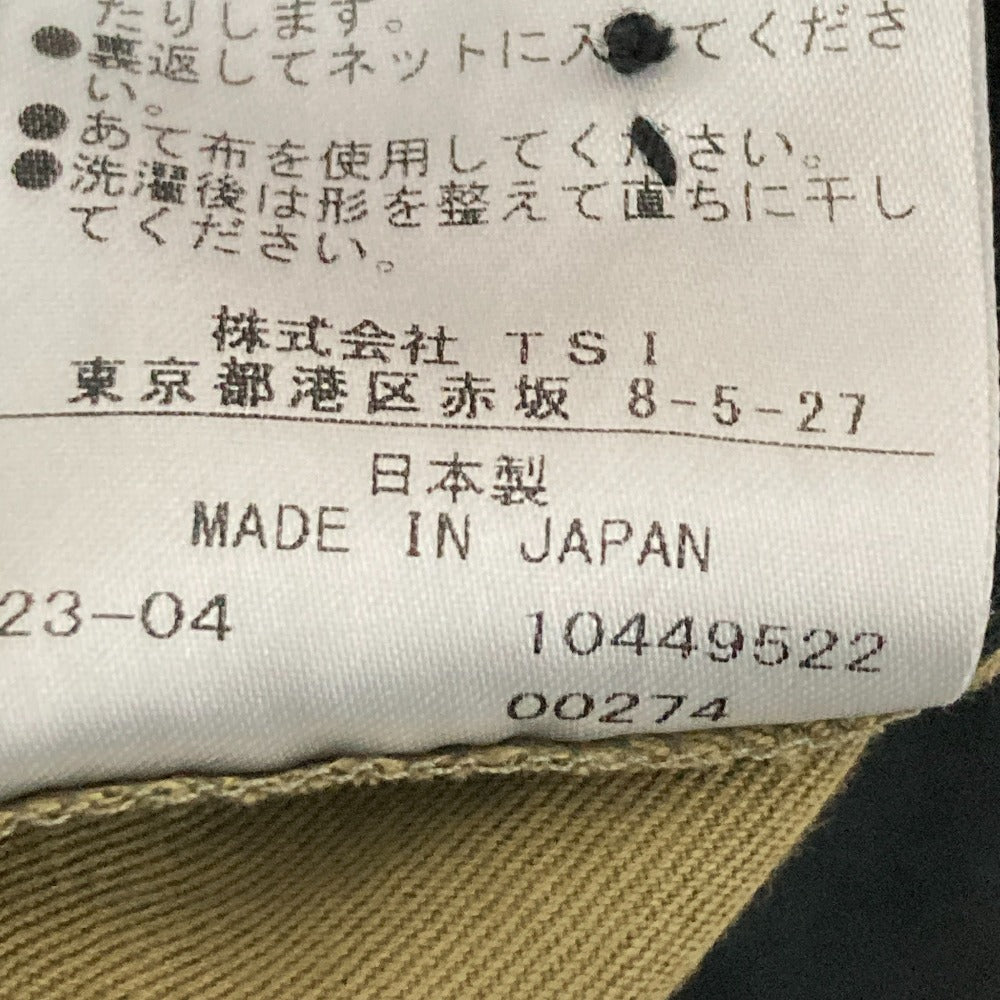 たりします。
●裏返してネットに入 てくださ
い。
●あて布を使用してください。
●洗濯後は形を整えて直ちに干し
てください。
株式会社 TSI
東京都港区赤坂 8-5-27
日本製
MADE IN JAPAN
23-04 10449522
00274